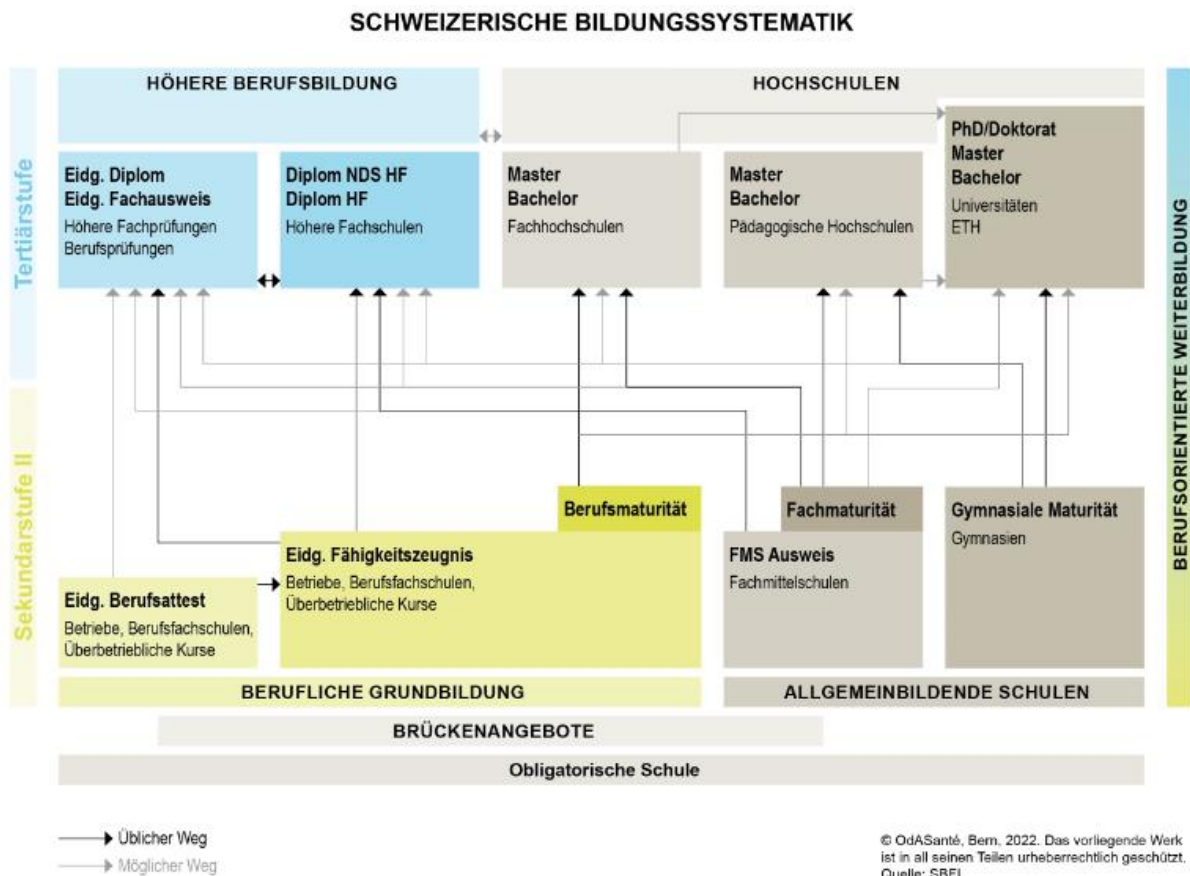 SCHWEIZERISCHE BILDUNGSSYSTEMATIK
Tertiärstufe
HÖHERE BERUFSBILDUNG
HOCHSCHULEN
Eidg. Diplom
Eidg. Fachausweis
Höhere Fachprüfungen
Berufsprüfungen
Diplom NDS HF
Diplom HF
Höhere Fachschulen
Master
Bachelor
Fachhochschulen
Master
Bachelor
Pädagogische Hochschulen
PhD/Doktorat
Master
Bachelor
Universitäten
ETH
BERUFSORIENTIERTE WEITERBILDUNG
Sekundarstufe II
Eidg. Berufsattest
Betriebe, Berufsfachschulen,
Überbetriebliche Kurse
Berufsmaturität
Eidg. Fähigkeitszeugnis
Betriebe, Berufsfachschulen,
Überbetriebliche Kurse
Fachmaturität
FMS Ausweis
Fachmittelschulen
Gymnasiale Maturität
Gymnasien
BERUFLICHE GRUNDBILDUNG
ALLGEMEINBILDENDE SCHULEN
BRÜCKENANGEBOTE
Obligatorische Schule
Üblicher Weg
Möglicher Weg
© OdASanté, Bern, 2022. Das vorliegende Werk
ist in all seinen Teilen urheberrechtlich geschützt.
Quelle: SBFI